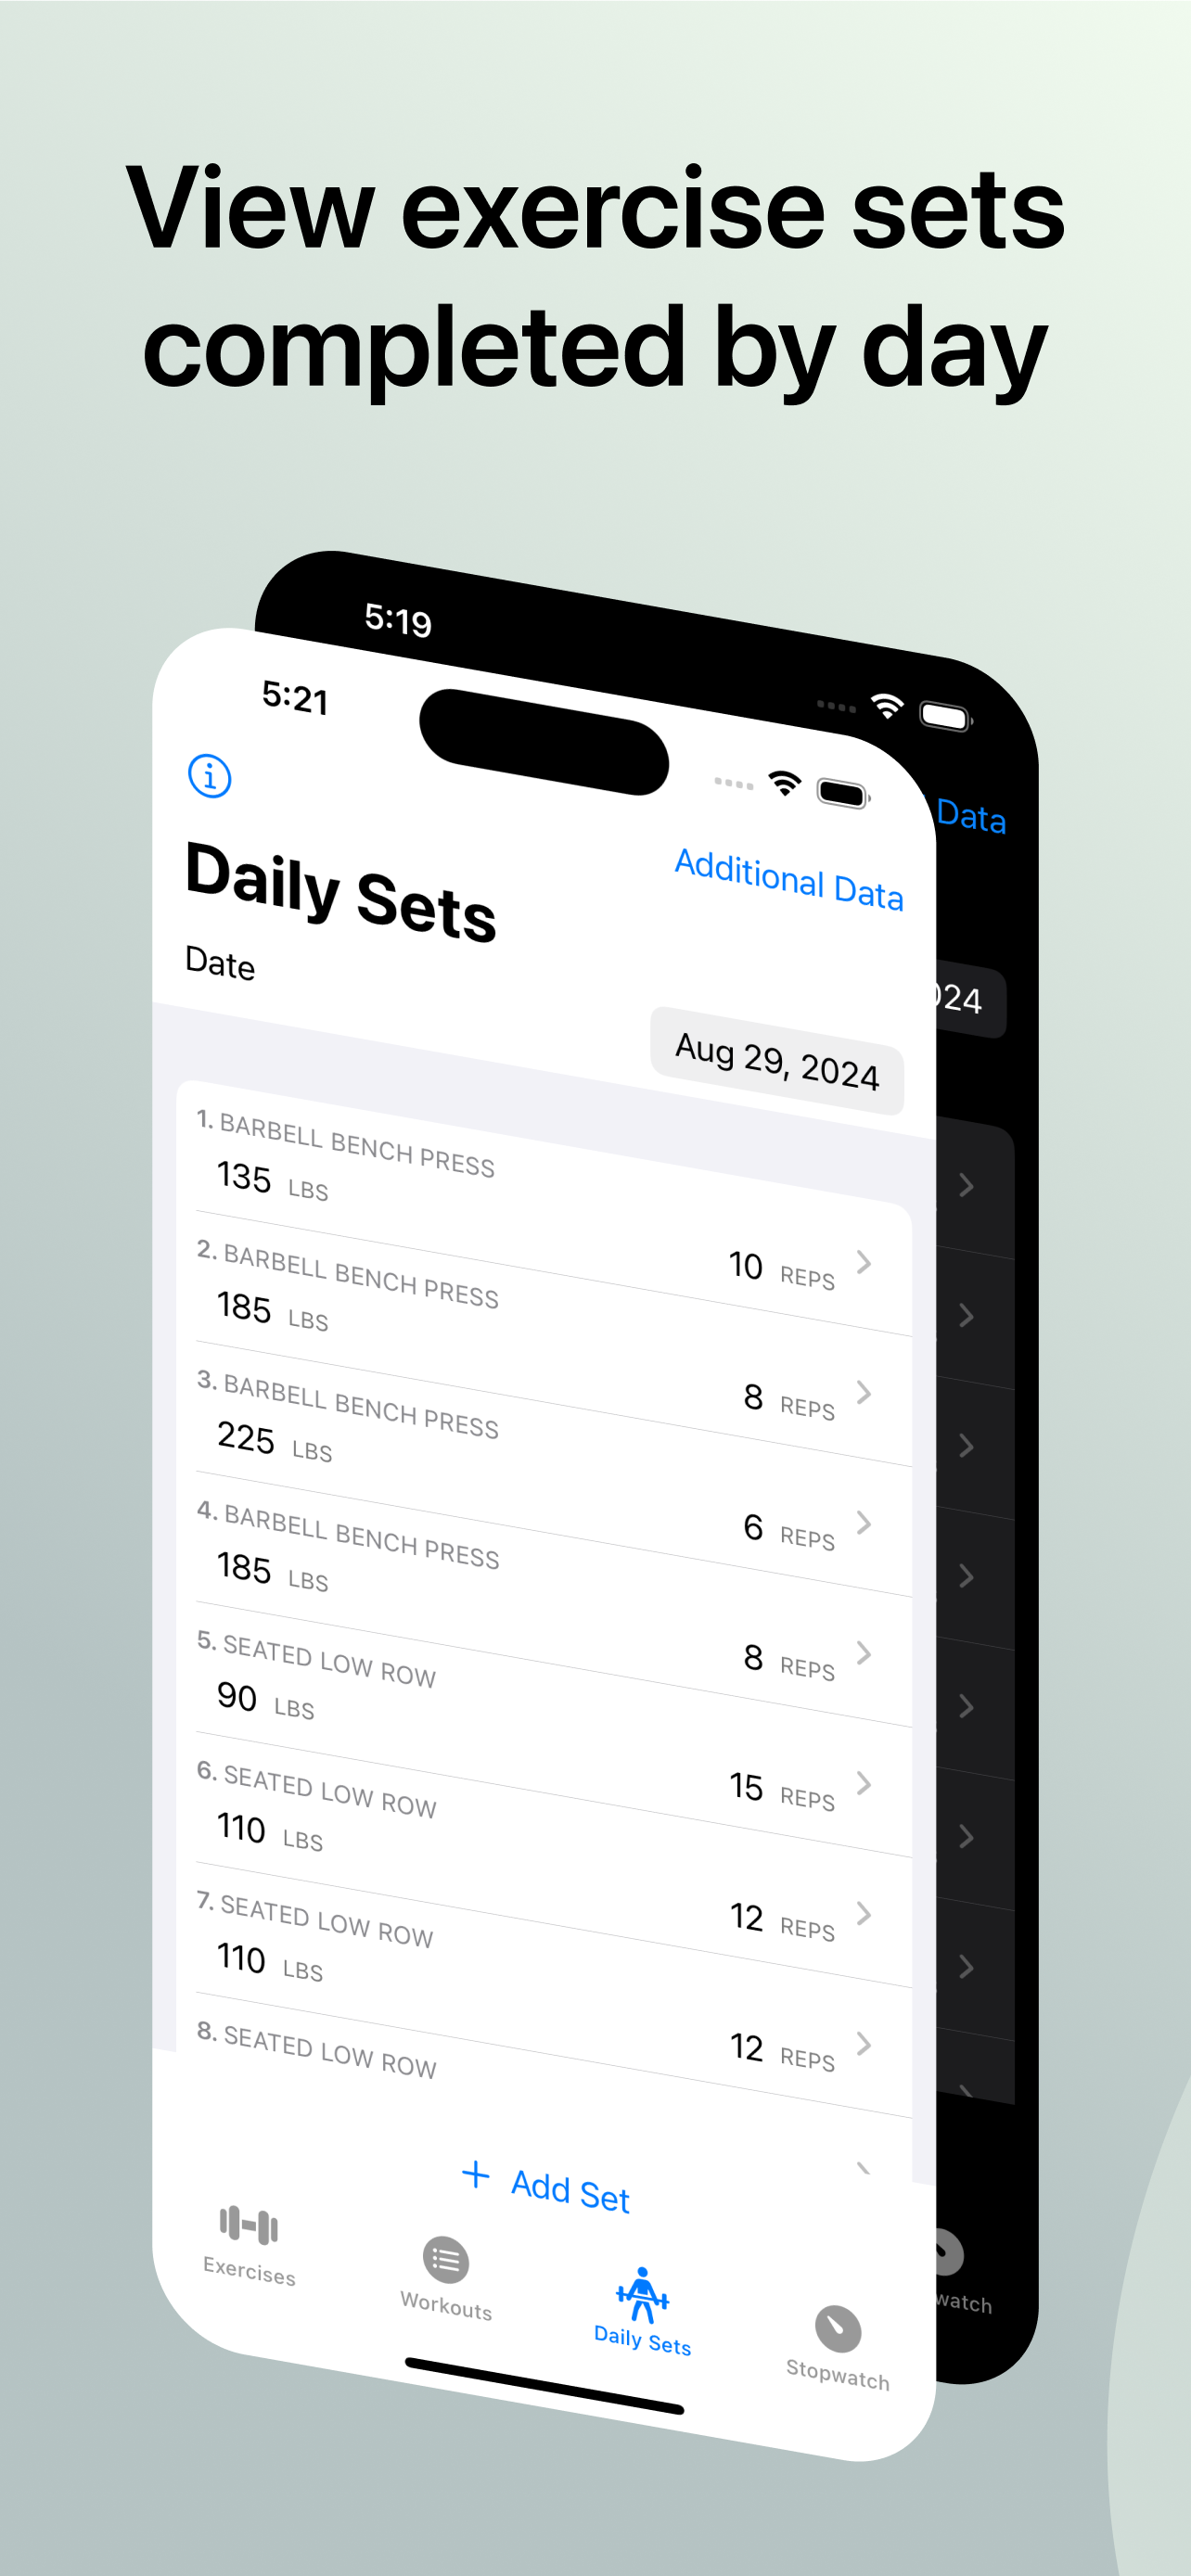 View exercise sets
completed by day
5:19
Data
5:21
Additional Data
Daily Sets
Date
Aug 29, 2024
1. BARBELL BENCH PRESS
135 LBS
10 REPS
2. BARBELL BENCH PRESS
185 LBS
8 REPS
3. BARBELL BENCH PRESS
225 LBS
6 REPS
4. BARBELL BENCH PRESS
185 LBS
8 REPS
5. SEATED LOW ROW
90 LBS
15 REPS
6. SEATED LOW ROW
110 LBS
12 REPS
7. SEATED LOW ROW
110 LBS
12 REPS
8. SEATED LOW ROW
+ Add Set
Exercises
Workouts
Daily Sets
Stopwatch